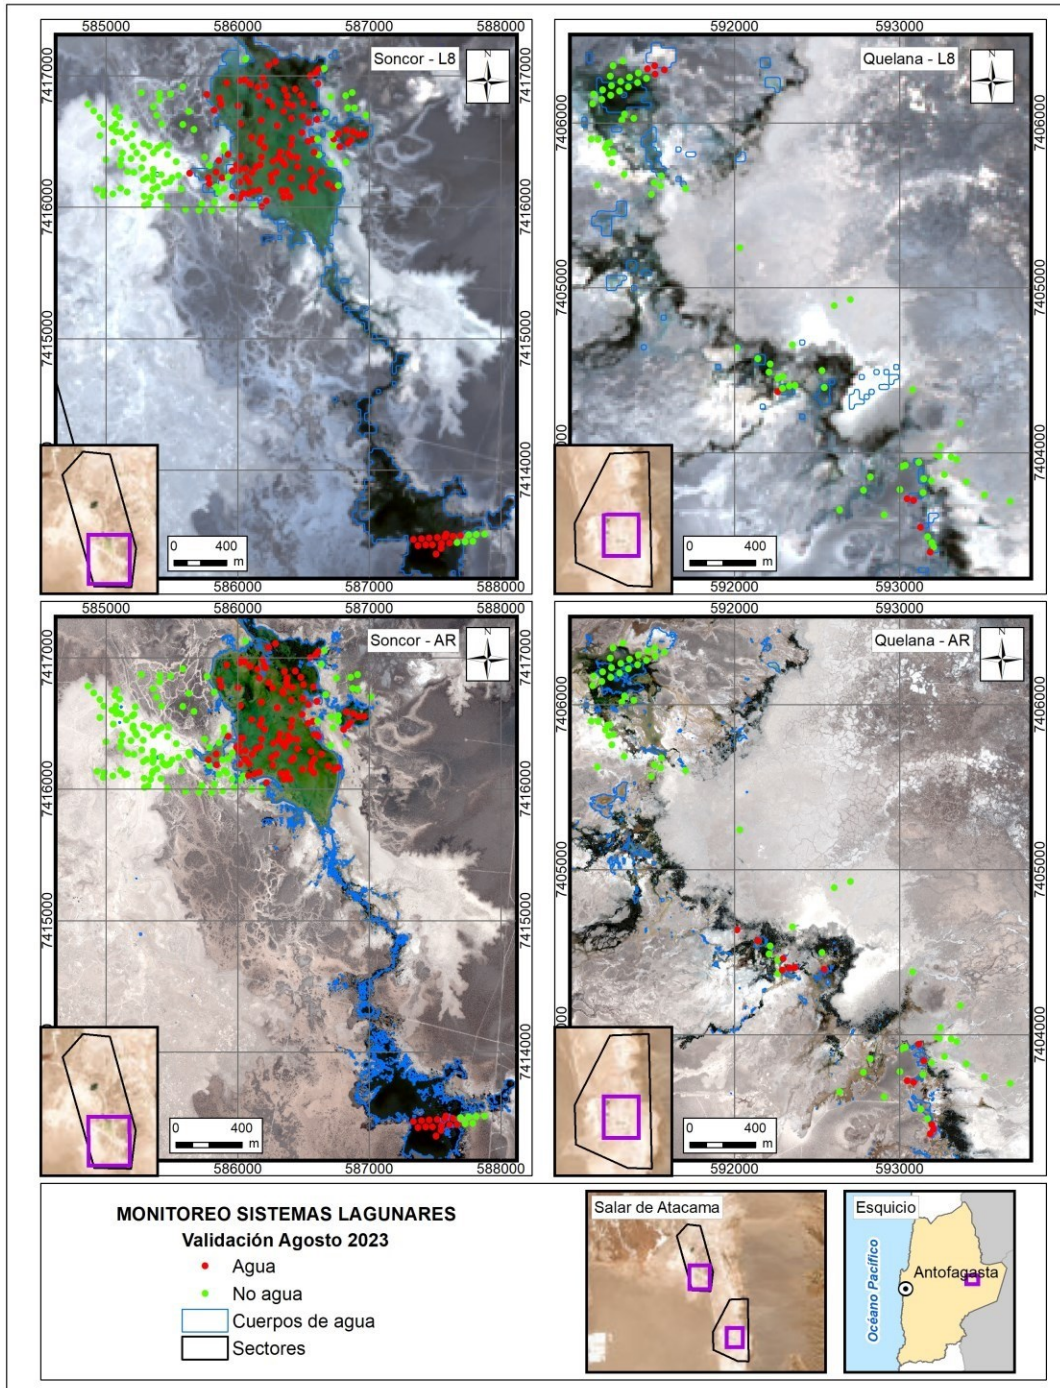 585000 586000 587000 588000
592000 593000
Soncor - L8
Quelana - L8
N
N
7417000
7416000
7415000
7414000
7406000
7405000
7404000
0 400
m
0 400
m
585000 586000 587000 588000
592000 593000
585000 586000 587000 588000
592000 593000
Soncor - AR
Quelana - AR
N
N
7417000
7416000
7415000
7414000
7406000
7405000
7404000
0 400
m
0 400
m
585000 586000 587000 588000
592000 593000
MONITOREO SISTEMAS LAGUNARES
Validación Agosto 2023
Agua
No agua
Cuerpos de agua
Sectores
Salar de Atacama
Esquicio
Océano Pacífico
Antofagasta